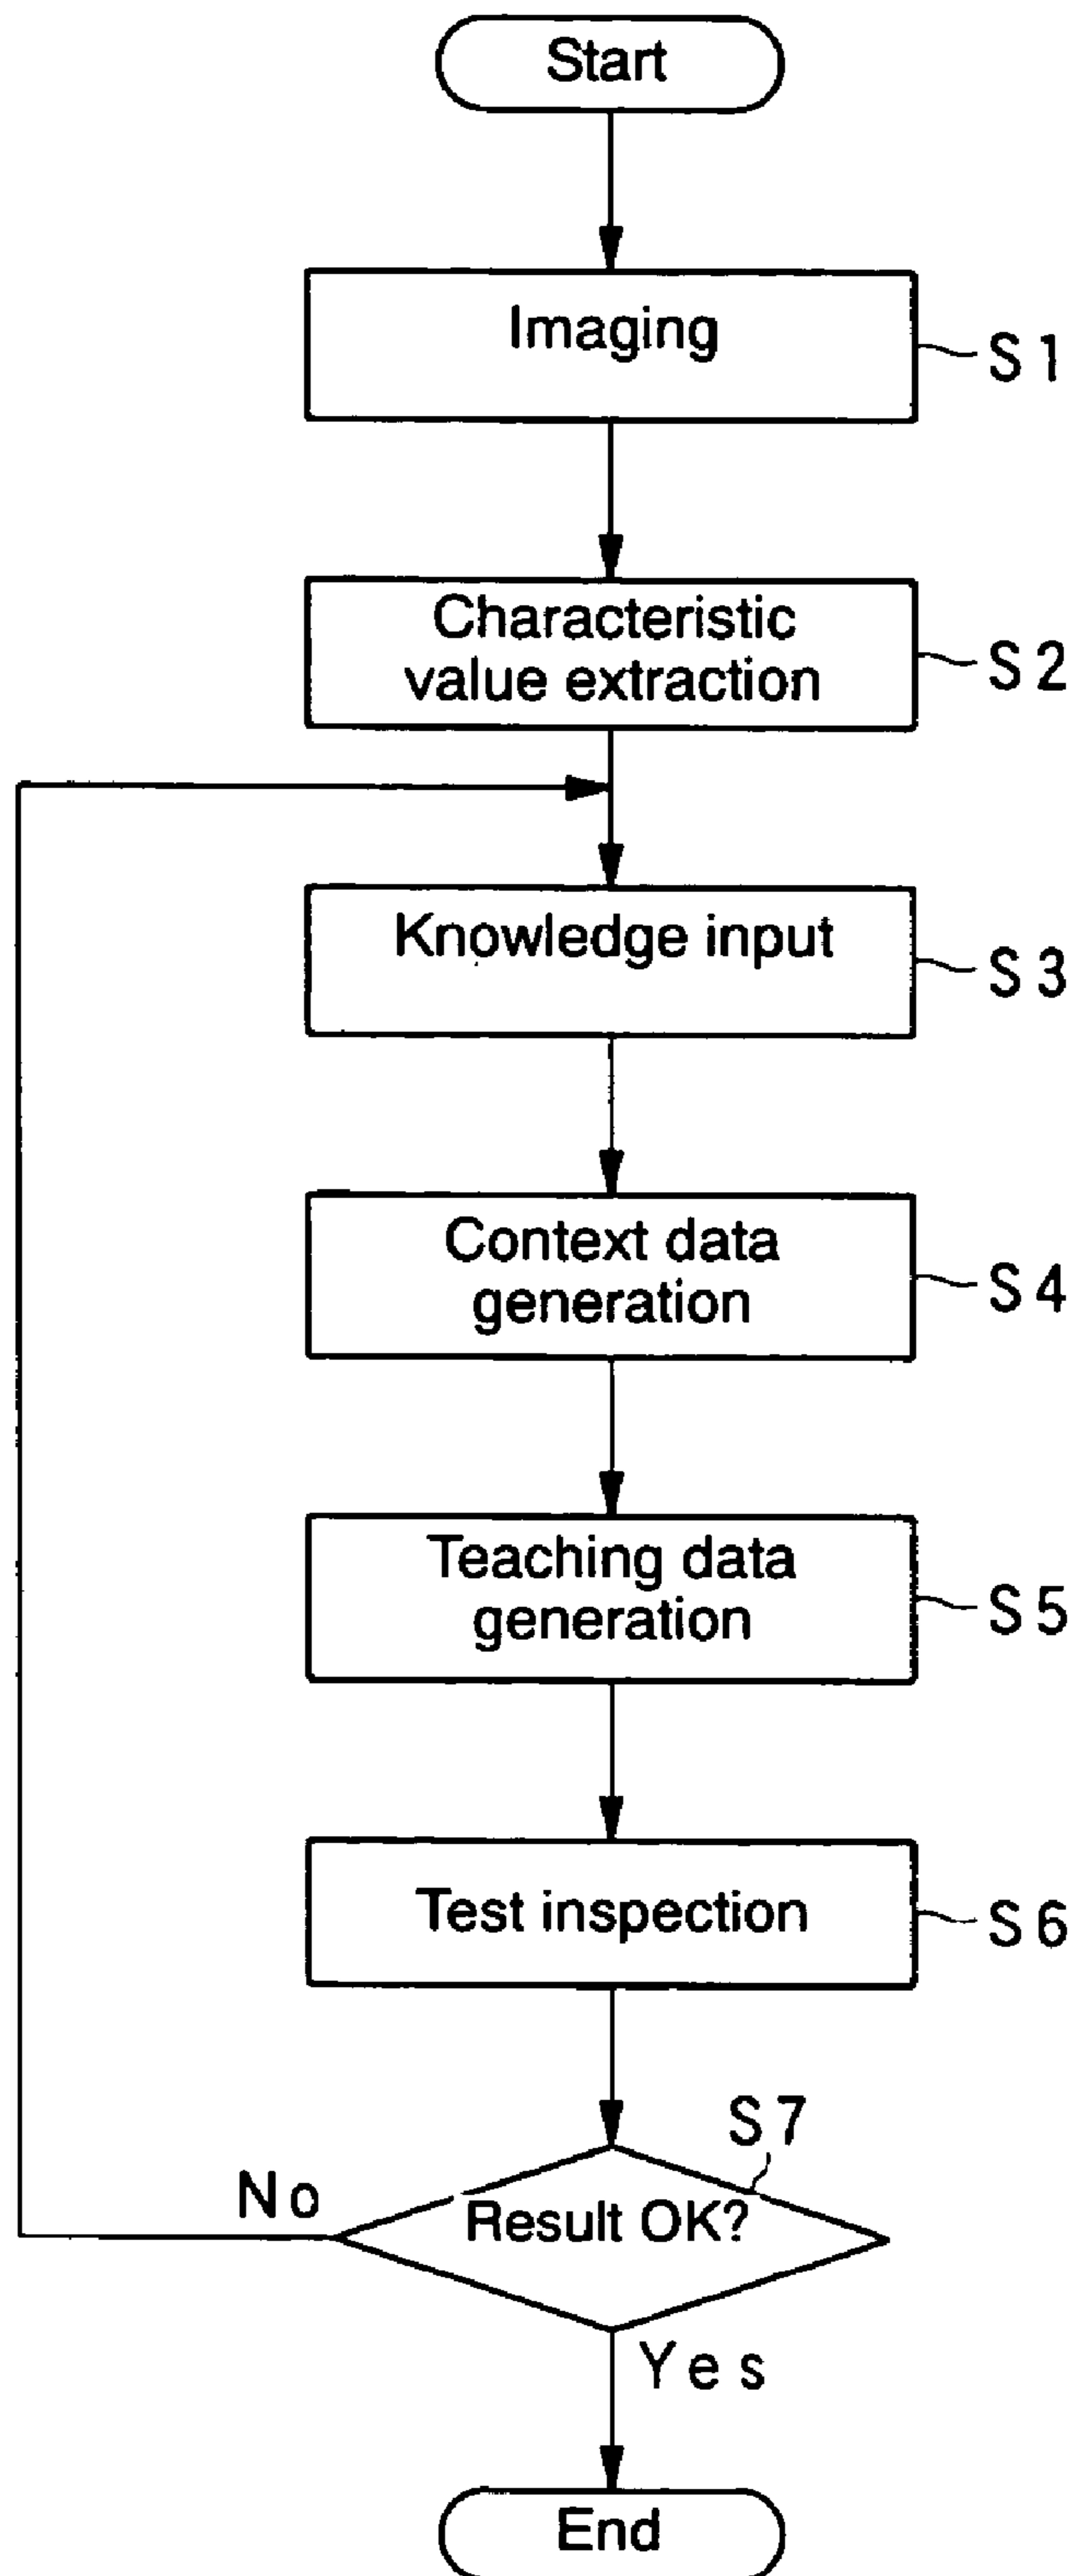 Start
Imaging
S1
Characteristic
value extraction
S2
Knowledge input
S3
Context data
generation
S4
Teaching data
generation
S5
Test inspection
S6
S7
No
Result OK?
Yes
End